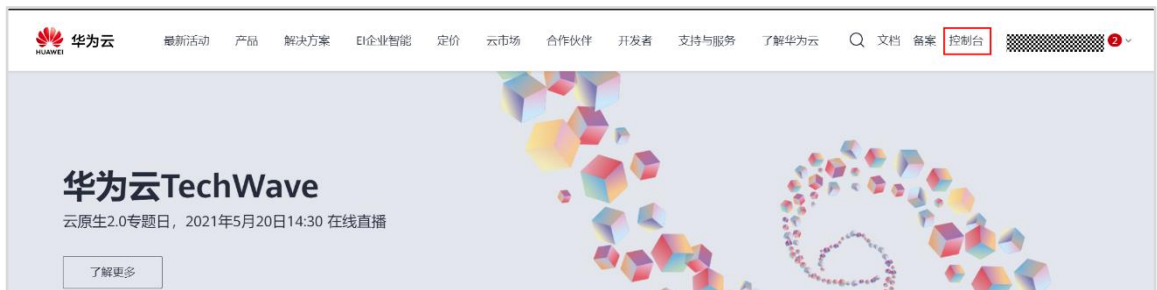 HUAWEI 华为云 最新活动 产品 解决方案 EI企业智能 定价 云市场 合作伙伴 开发者 支持与服务 了解华为云 文档 备案 控制台 2
华为云TechWave
云原生2.0专题日，2021年5月20日14:30 在线直播
了解更多